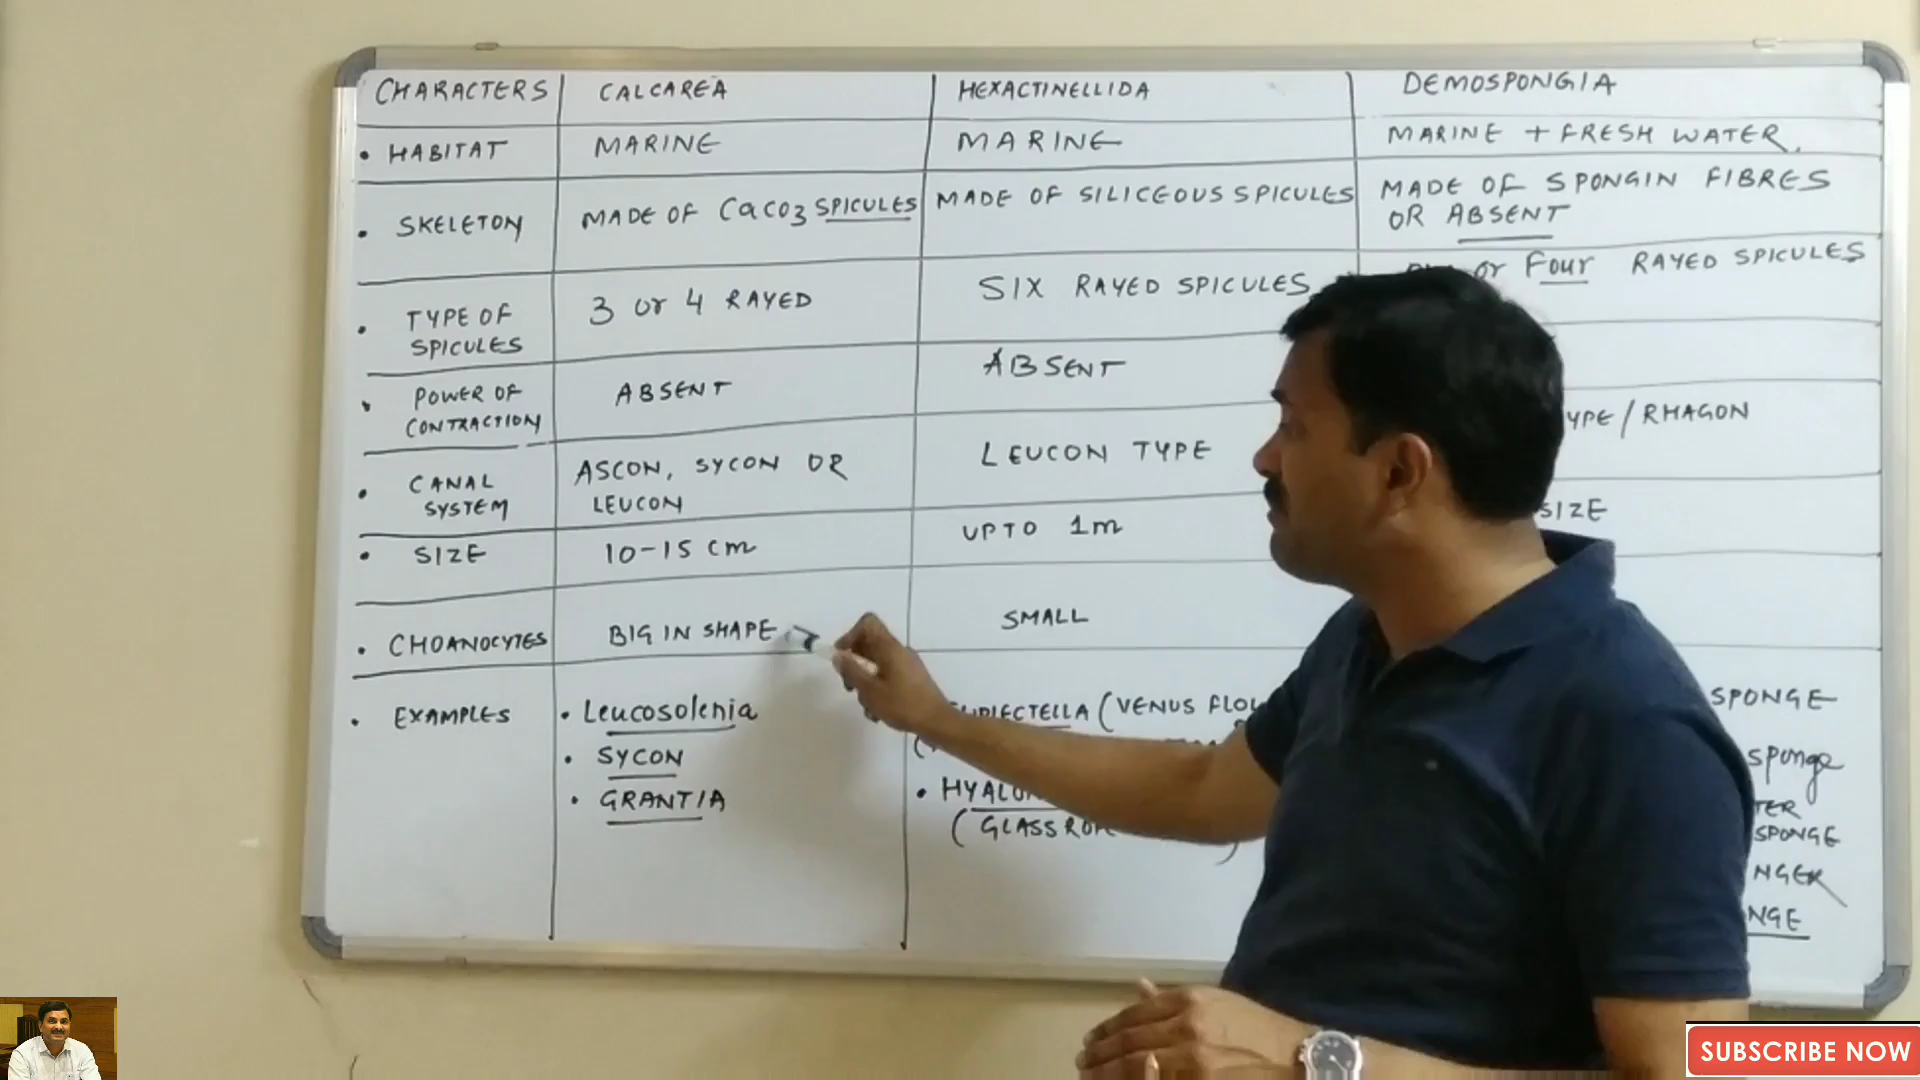 CHARACTERS CALCAREA HEXACTINELLIDA DEMOSPONGIA
• HABITAT MARINE MARINE MARINE + FRESH WATER.
• SKELETON MADE OF CaCO3 SPICULES MADE OF SILICEOUS SPICULES MADE OF SPONGIN FIBRES
OR ABSENT
• TYPE OF
SPICULES 3 or 4 RAYED SIX RAYED SPICULES or FOUR RAYED SPICULES
• POWER OF
CONTRACTION ABSENT ABSENT
• CANAL
SYSTEM ASCON, SYCON OR
LEUCON LEUCON TYPE / RHAGON
• SIZE 10-15 cm UPTO 1m SIZE
• CHOANOCYTES BIG IN SHAPE SMALL
• EXAMPLES • Leucosolenia (VENUS SPONGE
• SYCON sponge
• GRANTIA • (GLASS SPONGE
SUBSCRIBE NOW